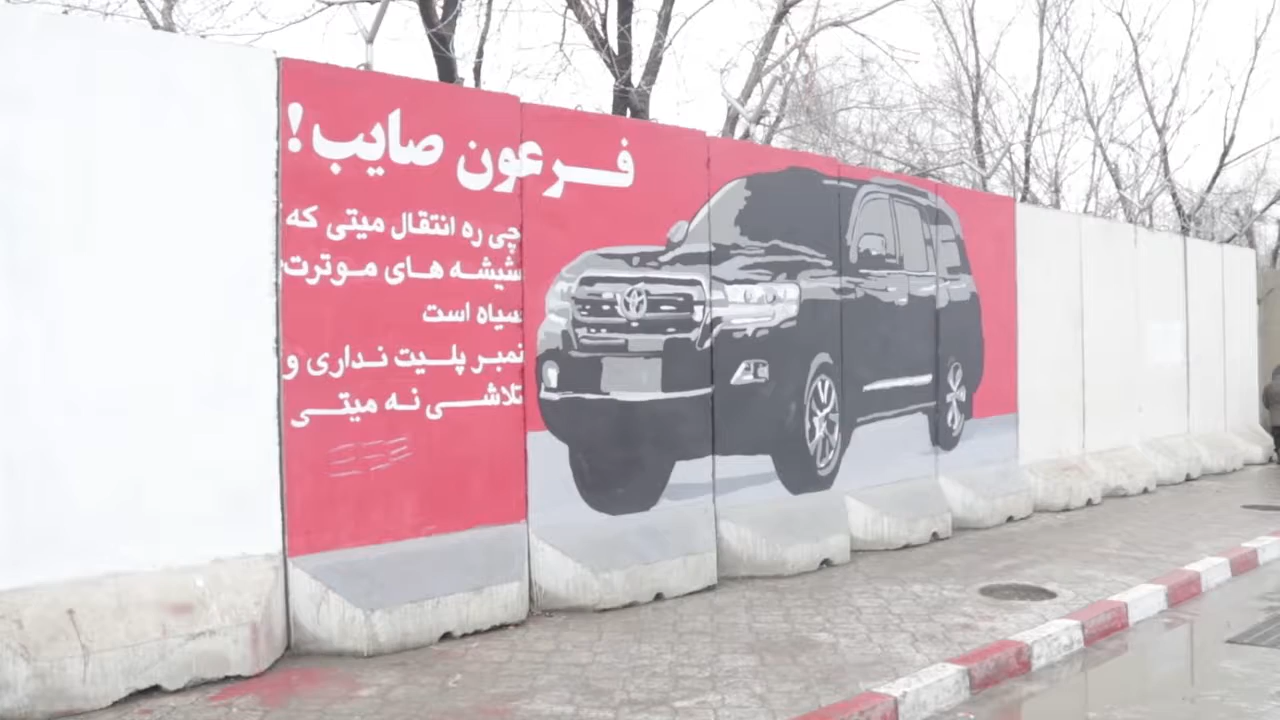 فرعون صایب!
چی ره انتقال میتی که
شیشه های موترت
سیاه است
نمبر پلیت نداری و
تلاشی نه میتی